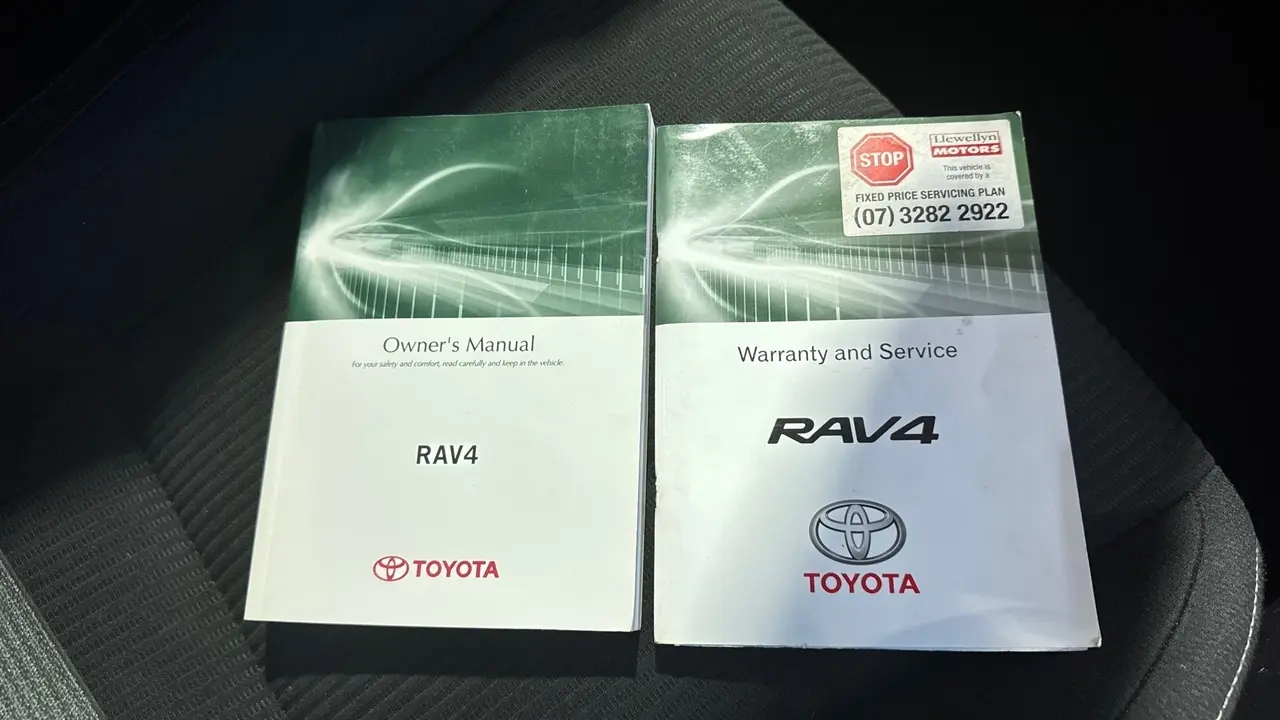 Owner's Manual
For your safety and comfort, read carefully and keep in the vehicle.
RAV4
TOYOTA
STOP
Llewellyn
MOTORS
This vehicle is
covered by a
FIXED PRICE SERVICING PLAN
(07) 3282 2922
Warranty and Service
RAV4
TOYOTA